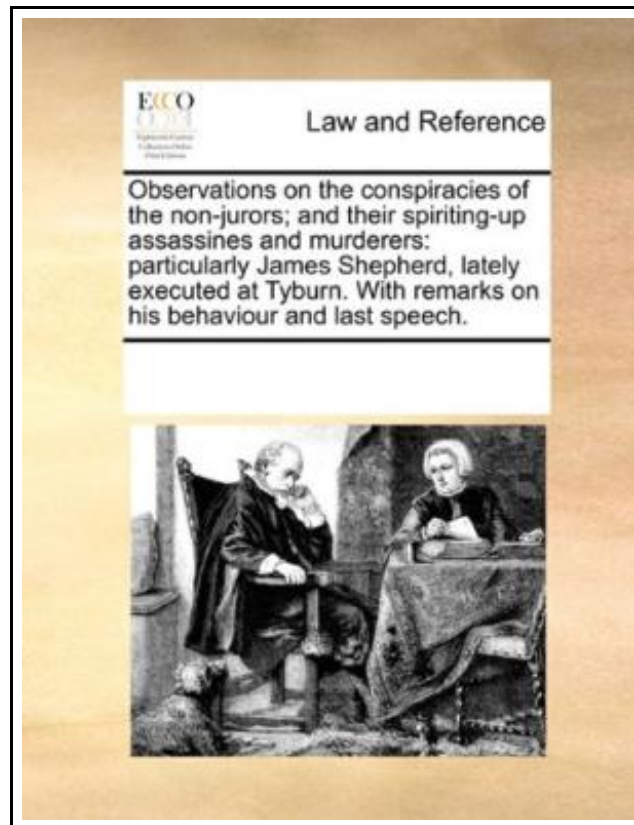 ECCO
Law and Reference
Observations on the conspiracies of
the non-jurors; and their spiriting-up
assassines and murderers:
particularly James Shepherd, lately
executed at Tyburn. With remarks on
his behaviour and last speech.